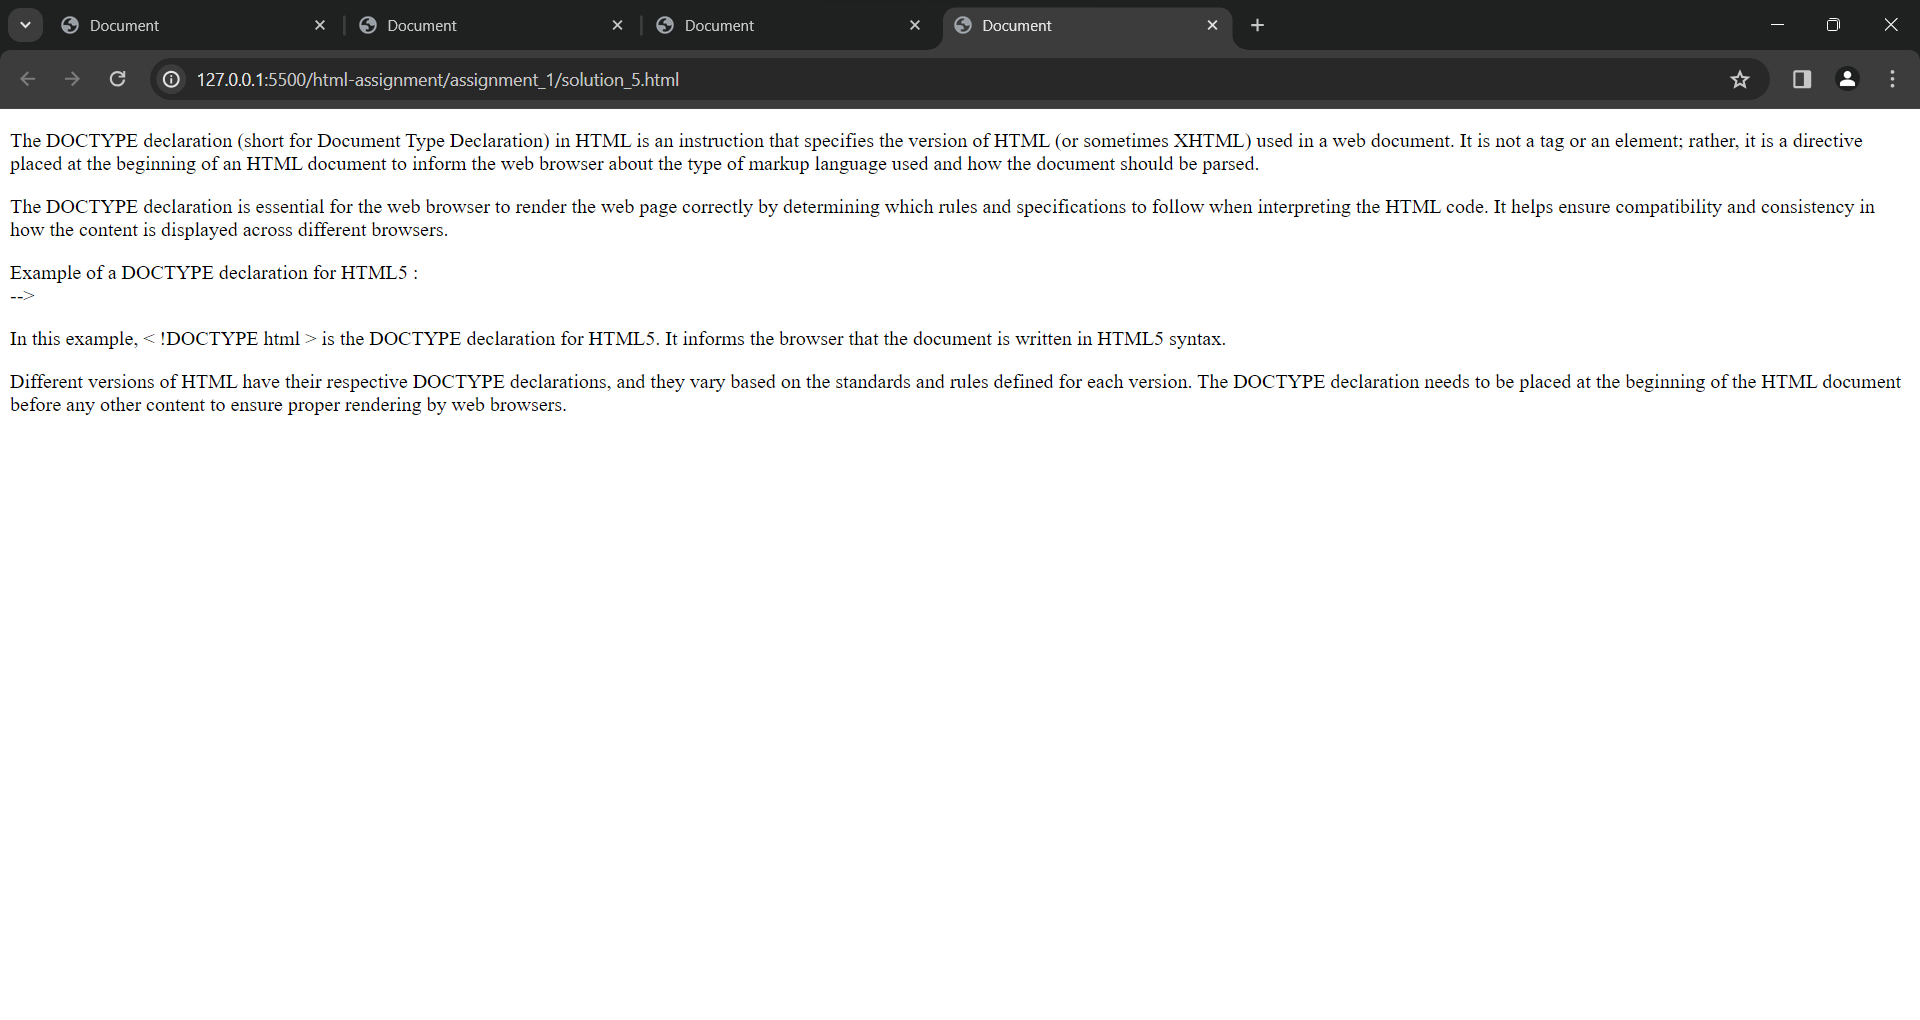 Document
Document
Document
Document
127.0.0.1:5500/html-assignment/assignment_1/solution_5.html
The DOCTYPE declaration (short for Document Type Declaration) in HTML is an instruction that specifies the version of HTML (or sometimes XHTML) used in a web document. It is not a tag or an element; rather, it is a directive
placed at the beginning of an HTML document to inform the web browser about the type of markup language used and how the document should be parsed.
The DOCTYPE declaration is essential for the web browser to render the web page correctly by determining which rules and specifications to follow when interpreting the HTML code. It helps ensure compatibility and consistency in
how the content is displayed across different browsers.
Example of a DOCTYPE declaration for HTML5 :
-->
In this example, < !DOCTYPE html > is the DOCTYPE declaration for HTML5. It informs the browser that the document is written in HTML5 syntax.
Different versions of HTML have their respective DOCTYPE declarations, and they vary based on the standards and rules defined for each version. The DOCTYPE declaration needs to be placed at the beginning of the HTML document
before any other content to ensure proper rendering by web browsers.